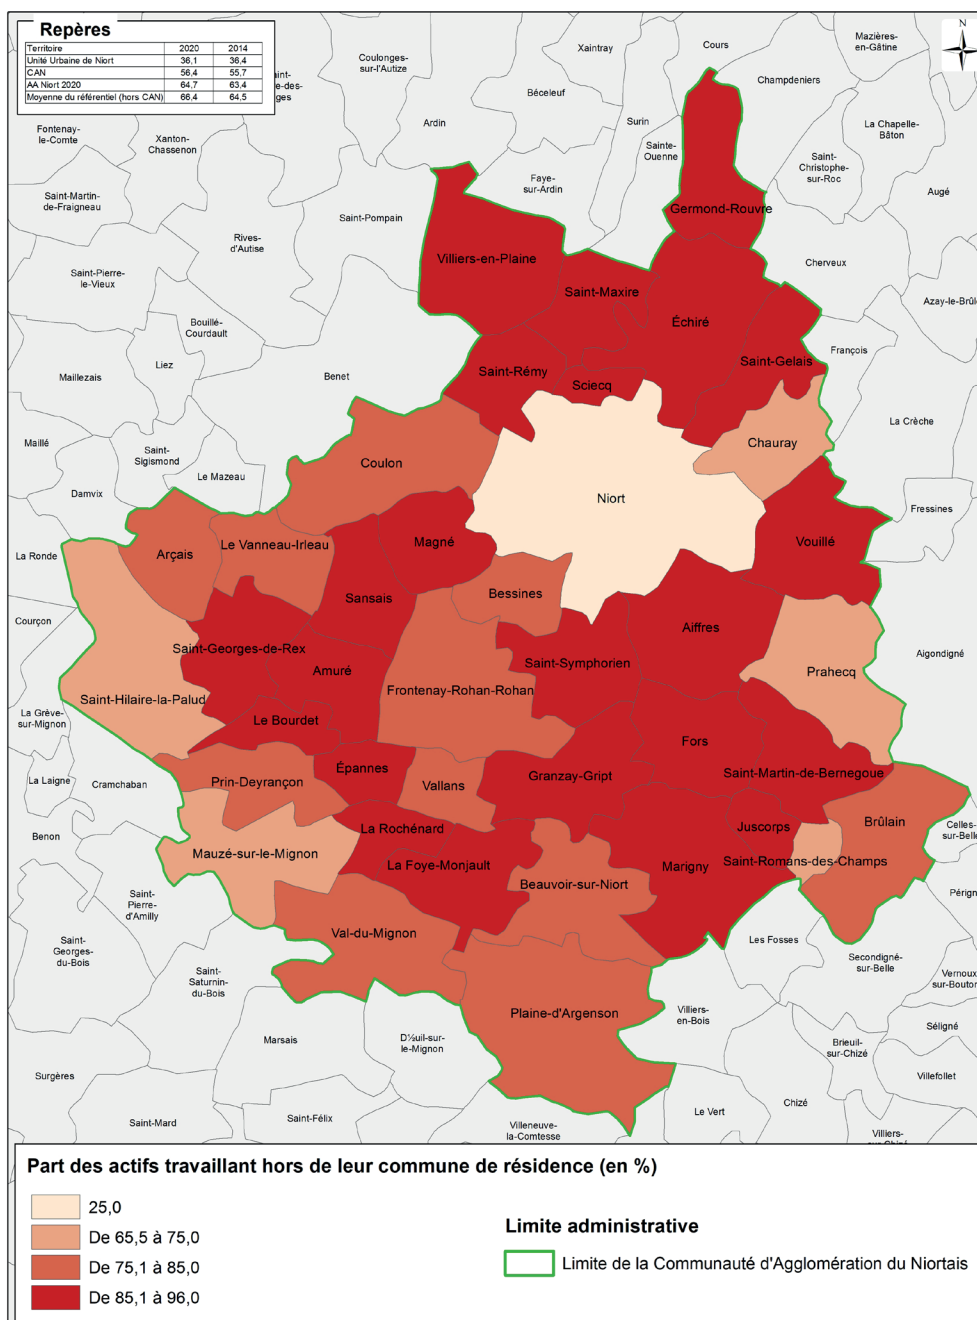 Repères
Territoire 2020 2014
Unité Urbaine de Niort 36,1 36,4
CAN 56,4 55,7
AA Niort 2020 64,7 63,4
Moyenne du référentiel (hors CAN) 66,4 64,5
N
Xaintray
Cours
Mazières-
en-Gâtine
Coulonges-
sur-l'Autize
Champdeniers
Béceleuf
Surin
Ardin
La Chapelle-
Bâton
Fontenay-
le-Comte
Xanton-
Chassenon
Sainte-
Ouenne
Saint-
Christophe-
sur-Roc
Faye-
sur-Ardin
Augé
Saint-Martin-
de-Fraigneau
Saint-Pompain
Germond-Rouvre
Rives-
d'Autise
Villiers-en-Plaine
Cherveux
Saint-Pierre-
le-Vieux
Saint-Maxire
Azay-le-Brûl
Bouillé-
Courdault
Échiré
François
Saint-Gelais
Liez
Maillezais
Benet
Saint-Rémy
Sciecq
La Crèche
Maillé
Saint-
Sigismond
Chauray
Coulon
Le Mazeau
Damvix
Niort
Fressines
La Ronde
Arçais
Le Vanneau-Irleau
Magné
Vouillé
Bessines
Sansais
Courçon
Aiffres
Saint-Georges-de-Rex
Amuré
Saint-Symphorien
Aigondigné
Prahecq
Saint-Hilaire-la-Palud
Frontenay-Rohan-Rohan
La Grève-
sur-Mignon
Le Bourdet
Fors
Épannes
Granzay-Gript
Saint-Martin-de-Bernegoue
La Laigne
Cramchaban
Prin-Deyrançon
Vallans
Benon
La Rochénard
Juscorps
Brûlain
Celles-
sur-Belle
Mauzé-sur-le-Mignon
La Foye-Monjault
Marigny
Saint-Romans-des-Champs
Beauvoir-sur-Niort
Saint-
Pierre-
d'Amilly
Pérign
Val-du-Mignon
Les Fosses
Saint-
Georges-
du-Bois
Secondigné-
sur-Belle
Saint-
Saturnin-
du-Bois
Vernoux
sur-Bouton
Plaine-d'Argenson
Villiers-
en-Bois
Séligné
Marsais
D½uil-sur-
le-Mignon
Brieuil-
sur-Chizé
Surgères
Villefollet
Saint-Mard
Saint-Félix
Villeneuve-
la-Comtesse
Le Vert
Chizé
Villiers-
Part des actifs travaillant hors de leur commune de résidence (en %)
25,0
De 65,5 à 75,0
De 75,1 à 85,0
De 85,1 à 96,0
Limite administrative
Limite de la Communauté d'Agglomération du Niortais